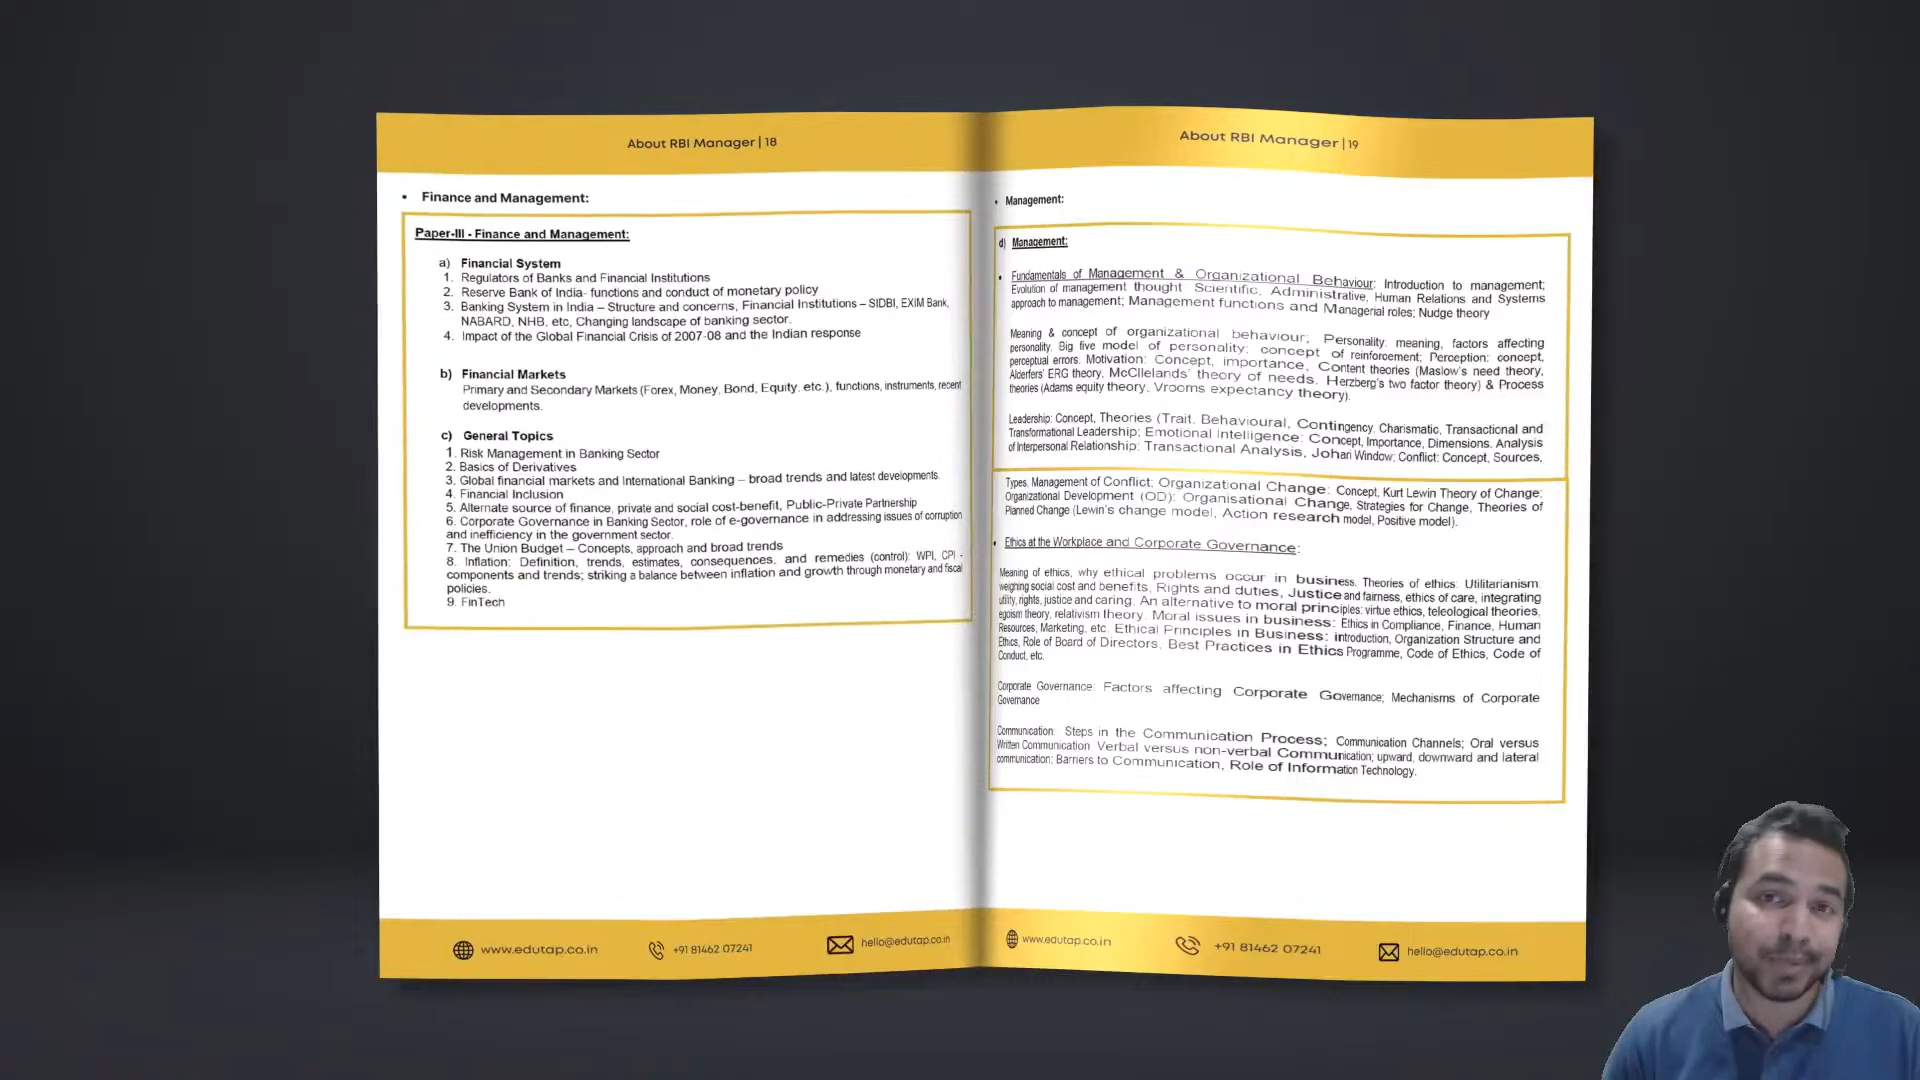 About RBI Manager | 18
• Finance and Management:
Paper-III - Finance and Management:
a) Financial System
1. Regulators of Banks and Financial Institutions
2. Reserve Bank of India- functions and conduct of monetary policy
3. Banking System in India – Structure and concerns, Financial Institutions – SIDBI, EXIM Bank,
NABARD, NHB, etc, Changing landscape of banking sector.
4. Impact of the Global Financial Crisis of 2007-08 and the Indian response
b) Financial Markets
Primary and Secondary Markets (Forex, Money, Bond, Equity, etc.), functions, instruments, recent
developments.
c) General Topics
1. Risk Management in Banking Sector
2. Basics of Derivatives
3. Global financial markets and International Banking – broad trends and latest developments.
4. Financial Inclusion
5. Alternate source of finance, private and social cost-benefit, Public-Private Partnership
6. Corporate Governance in Banking Sector, role of e-governance in addressing issues of corruption
and inefficiency in the government sector.
7. The Union Budget – Concepts, approach and broad trends
8. Inflation: Definition, trends, estimates, consequences, and remedies (control): WPI, CPI -
components and trends; striking a balance between inflation and growth through monetary and fiscal
policies.
9. FinTech
www.edutap.co.in
+91 81462 07241
hello@edutap.co.in
About RBI Manager | 19
• Management:
d) Management:
• Fundamentals of Management & Organizational Behaviour: Introduction to management;
Evolution of management thought Scientific, Administrative, Human Relations and Systems
approach to management; Management functions and Managerial roles; Nudge theory
Meaning & concept of organizational behaviour; Personality: meaning, factors affecting
personality, Big five model of personality; concept of reinforcement; Perception: concept,
perceptual errors. Motivation: Concept, importance, Content theories (Maslow's need theory,
Alderfers' ERG theory, McCllelands' theory of needs, Herzberg's two factor theory) & Process
theories (Adams equity theory, Vrooms expectancy theory).
Leadership: Concept, Theories (Trait, Behavioural, Contingency, Charismatic, Transactional and
Transformational Leadership; Emotional Intelligence: Concept, Importance, Dimensions. Analysis
of Interpersonal Relationship: Transactional Analysis, Johari Window; Conflict: Concept, Sources,
Types, Management of Conflict; Organizational Change: Concept, Kurt Lewin Theory of Change;
Organizational Development (OD): Organisational Change, Strategies for Change, Theories of
Planned Change (Lewin's change model, Action research model, Positive model).
• Ethics at the Workplace and Corporate Governance:
Meaning of ethics, why ethical problems occur in business. Theories of ethics: Utilitarianism:
weighing social cost and benefits, Rights and duties, Justice and fairness, ethics of care, integrating
utility, rights, justice and caring, An alternative to moral principles: virtue ethics, teleological theories,
egoism theory, relativism theory, Moral issues in business: Ethics in Compliance, Finance, Human
Resources, Marketing, etc. Ethical Principles in Business: introduction, Organization Structure and
Ethics, Role of Board of Directors, Best Practices in Ethics Programme, Code of Ethics, Code of
Conduct, etc.
Corporate Governance: Factors affecting Corporate Governance; Mechanisms of Corporate
Governance
Communication: Steps in the Communication Process; Communication Channels; Oral versus
Written Communication Verbal versus non-verbal Communication; upward, downward and lateral
communication; Barriers to Communication, Role of Information Technology.
www.edutap.co.in
+91 81462 07241
hello@edutap.co.in